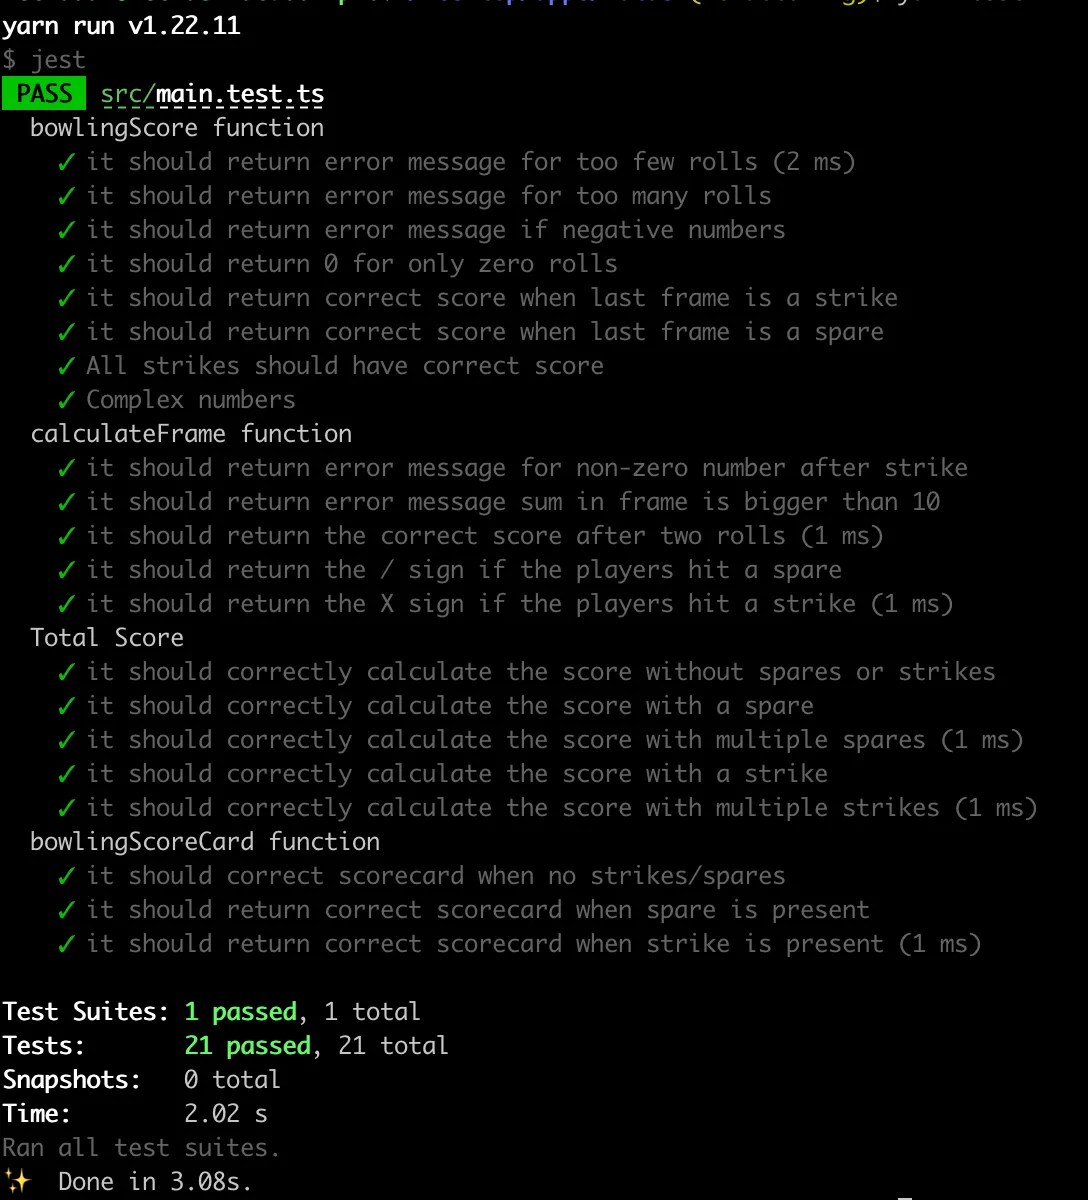 yarn run v1.22.11
$ jest
PASS src/main.test.ts
bowlingScore function
✓ it should return error message for too few rolls (2 ms)
✓ it should return error message for too many rolls
✓ it should return error message if negative numbers
✓ it should return 0 for only zero rolls
✓ it should return correct score when last frame is a strike
✓ it should return correct score when last frame is a spare
✓ All strikes should have correct score
✓ Complex numbers
calculateFrame function
✓ it should return error message for non-zero number after strike
✓ it should return error message sum in frame is bigger than 10
✓ it should return the correct score after two rolls (1 ms)
✓ it should return the / sign if the players hit a spare
✓ it should return the X sign if the players hit a strike (1 ms)
Total Score
✓ it should correctly calculate the score without spares or strikes
✓ it should correctly calculate the score with a spare
✓ it should correctly calculate the score with multiple spares (1 ms)
✓ it should correctly calculate the score with a strike
✓ it should correctly calculate the score with multiple strikes (1 ms)
bowlingScoreCard function
✓ it should correct scorecard when no strikes/spares
✓ it should return correct scorecard when spare is present
✓ it should return correct scorecard when strike is present (1 ms)
Test Suites: 1 passed, 1 total
Tests: 21 passed, 21 total
Snapshots: 0 total
Time: 2.02 s
Ran all test suites.
✨ Done in 3.08s.